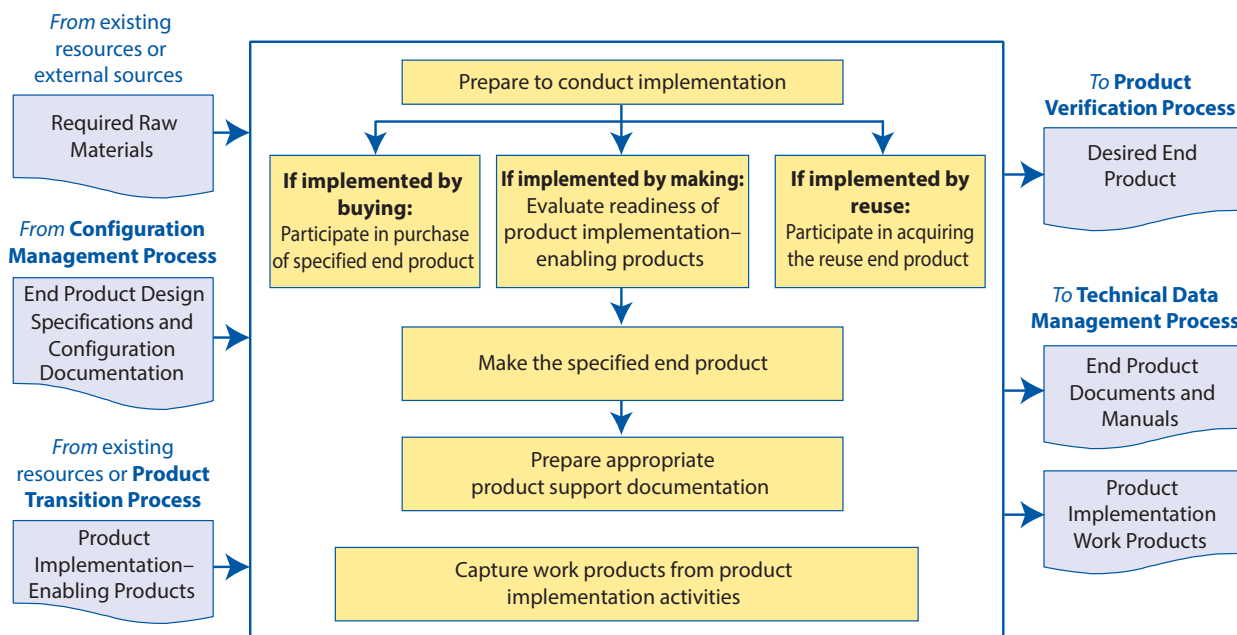 From existing
resources or
external sources
Required Raw
Materials
From Configuration
Management Process
End Product Design
Specifications and
Configuration
Documentation
From existing
resources or Product
Transition Process
Product
Implementation–
Enabling Products
Prepare to conduct implementation
If implemented by
buying:
Participate in purchase
of specified end product
If implemented by making:
Evaluate readiness of
product implementation–
enabling products
If implemented by
reuse:
Participate in acquiring
the reuse end product
Make the specified end product
Prepare appropriate
product support documentation
Capture work products from product
implementation activities
To Product
Verification Process
Desired End
Product
To Technical Data
Management Process
End Product
Documents and
Manuals
Product
Implementation
Work Products